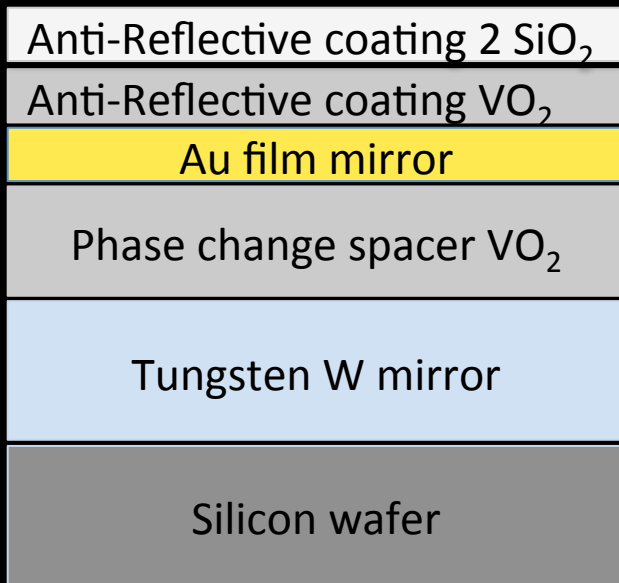 Anti-Reflective coating 2 SiO₂
Anti-Reflective coating VO₂
Au film mirror
Phase change spacer VO₂
Tungsten W mirror
Silicon wafer